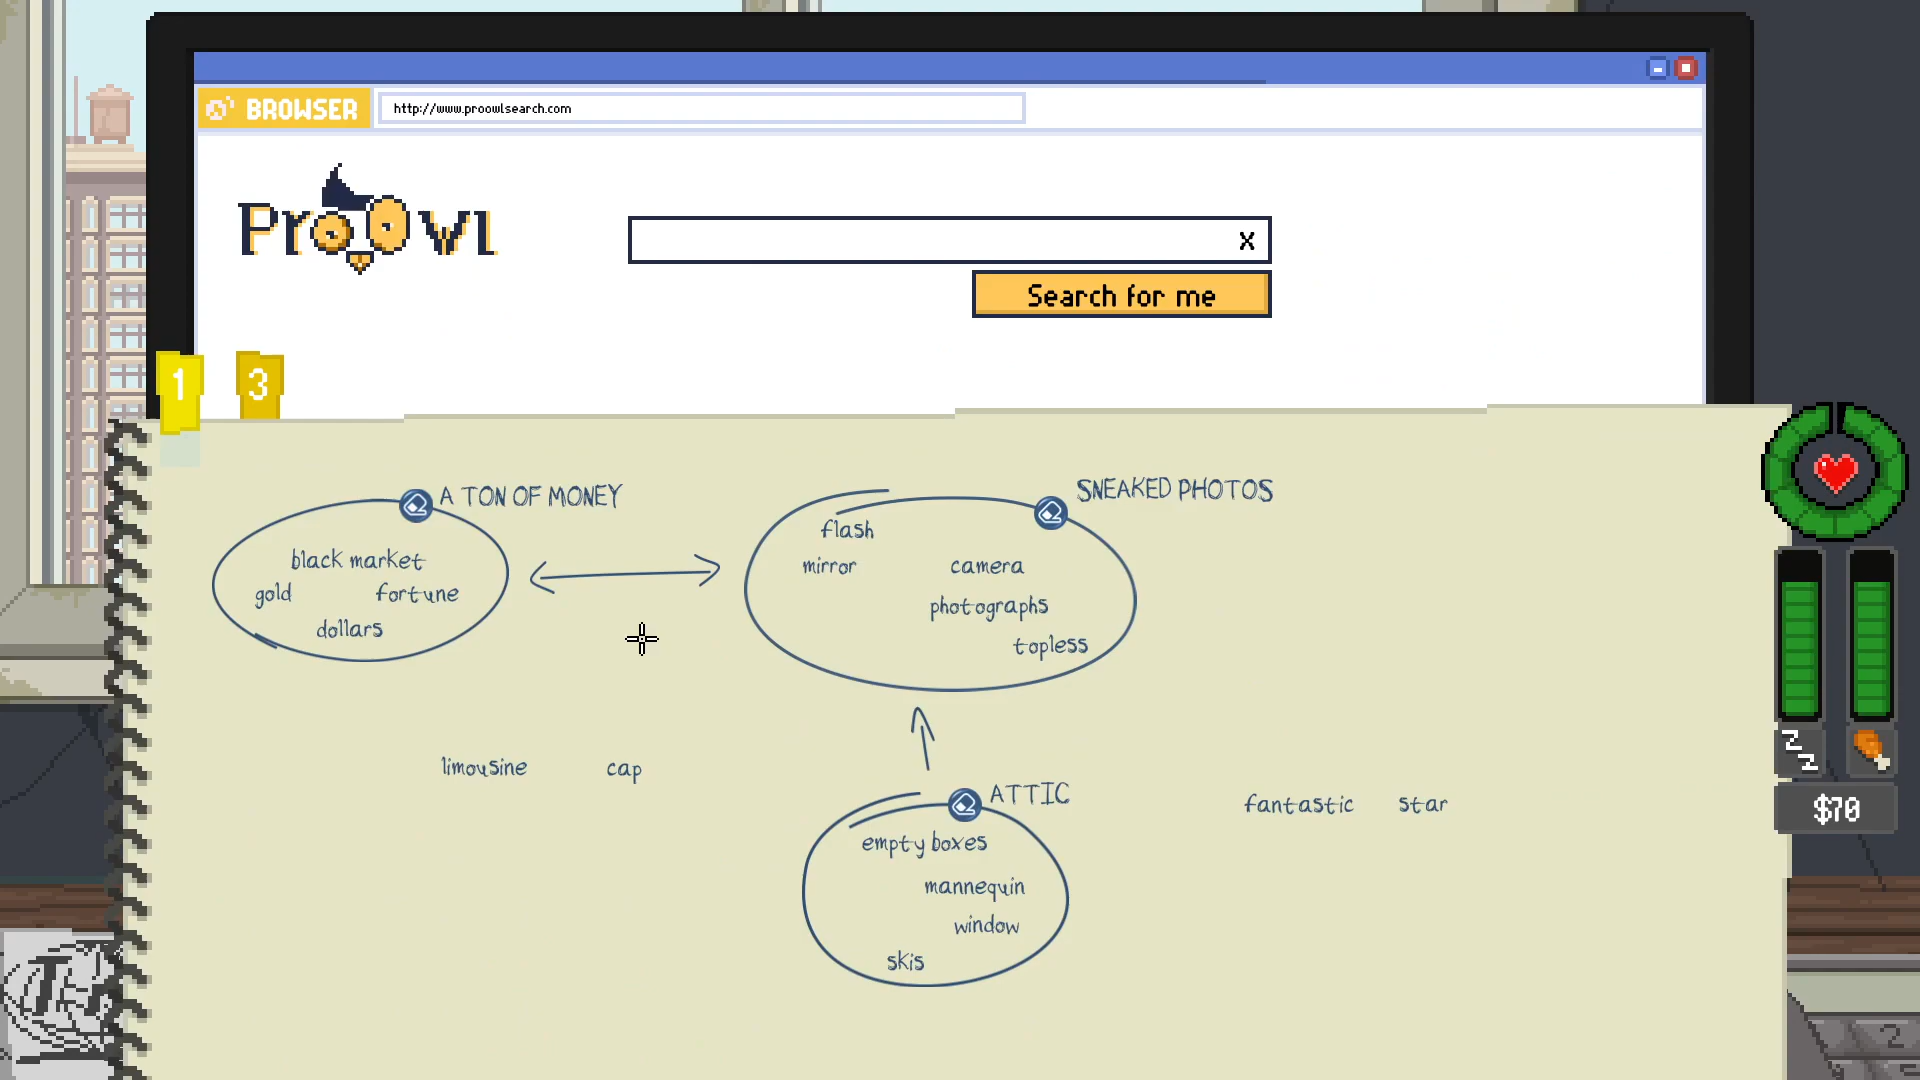 BROWSER
http://www.proowlsearch.com
PrOOwl
X
Search for me
1
3
A TON OF MONEY
black market
gold
fortune
dollars
SNEAKED PHOTOS
flash
mirror
camera
photographs
topless
limousine
cap
ATTIC
empty boxes
mannequin
window
skis
fantastic
star
$70
2